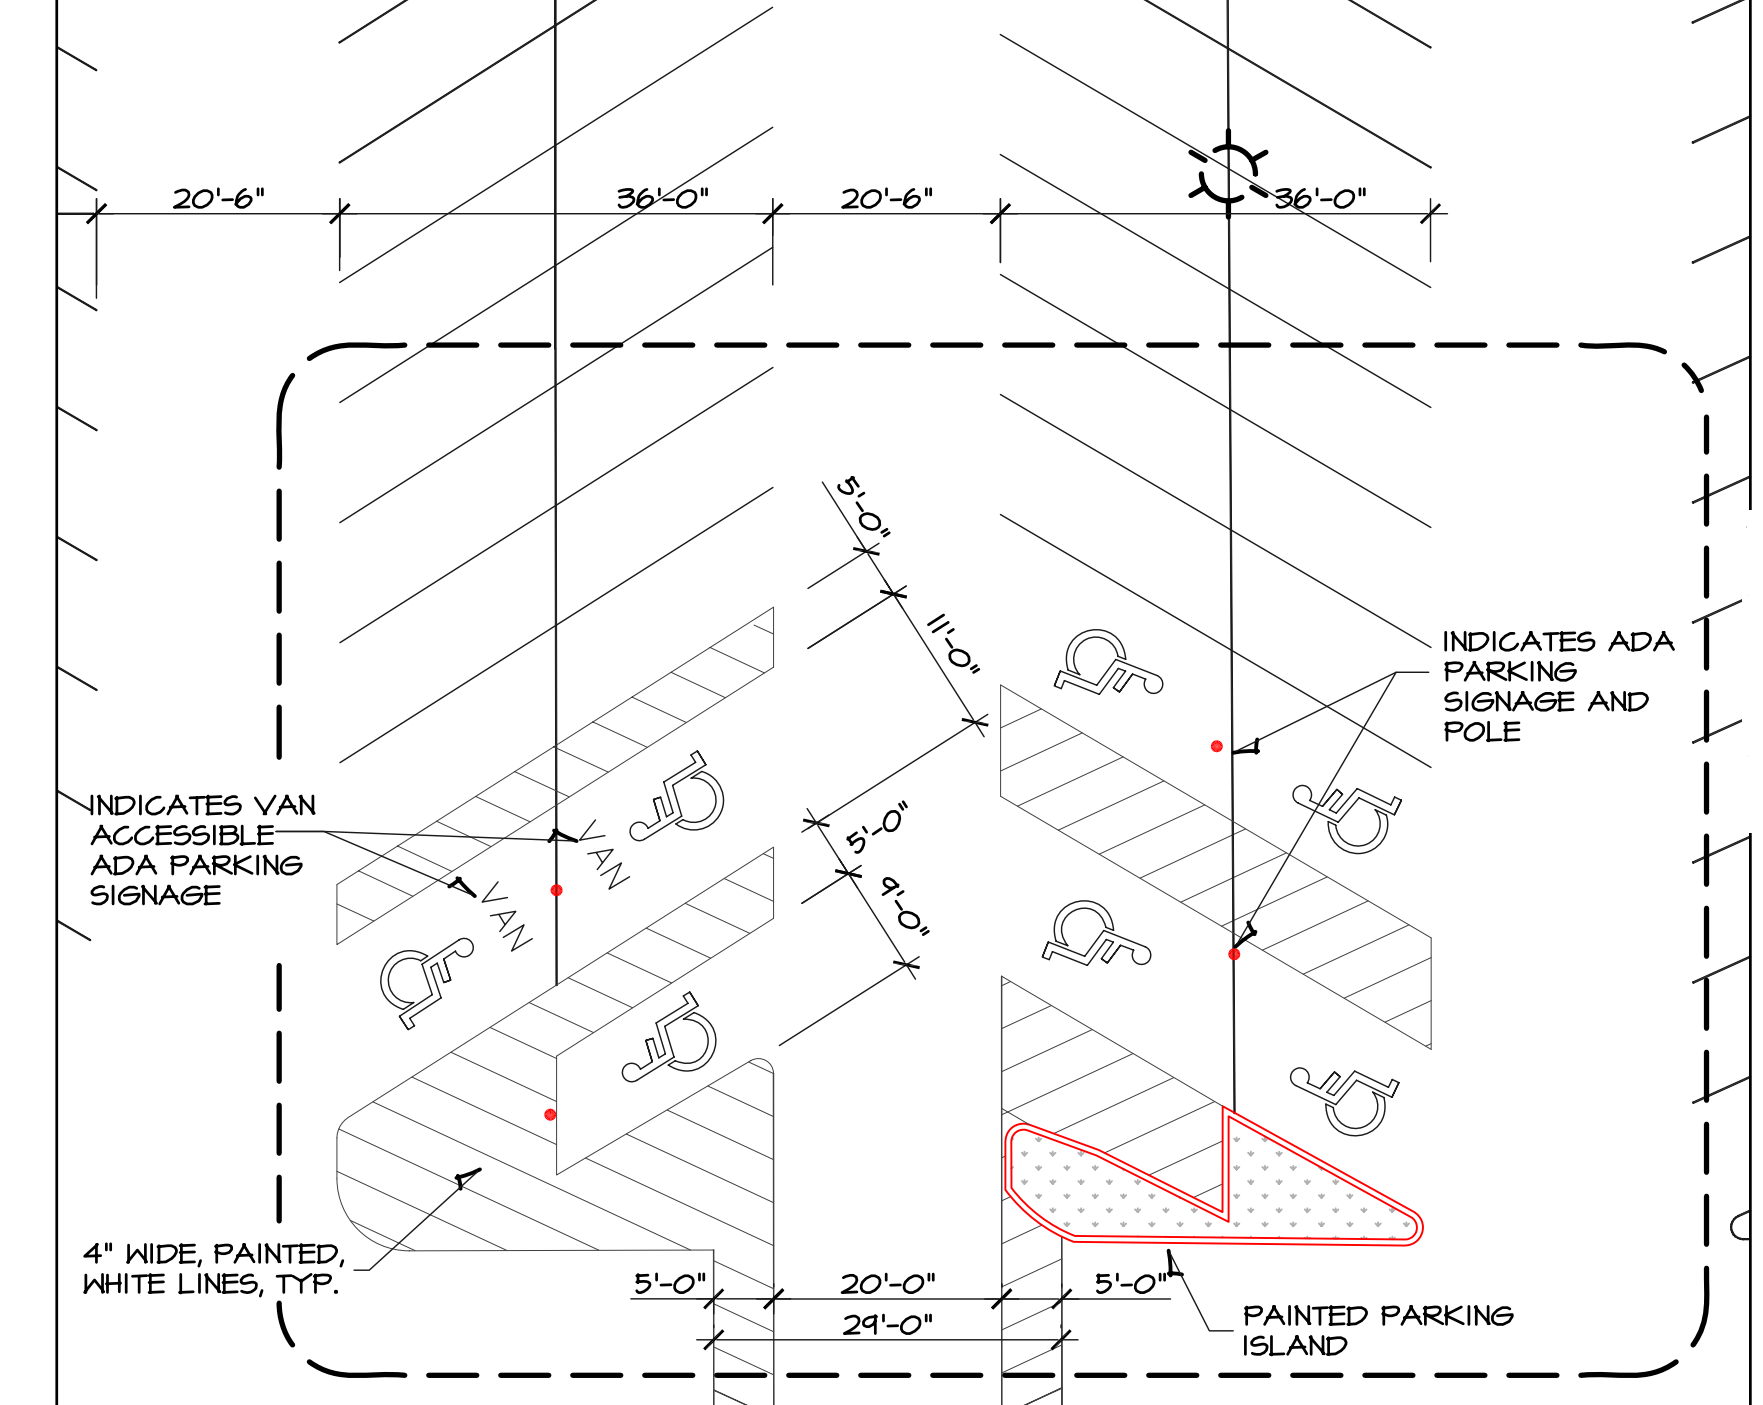 20'-6"
36'-0"
20'-6"
36'-0"
5'-0"
11'-0"
INDICATES ADA
PARKING
SIGNAGE AND
POLE
INDICATES VAN
ACCESSIBLE
ADA PARKING
SIGNAGE
VAN
VAN
5'-0"
9'-0"
4" WIDE, PAINTED,
WHITE LINES, TYP.
5'-0"
20'-0"
5'-0"
29'-0"
PAINTED PARKING
ISLAND